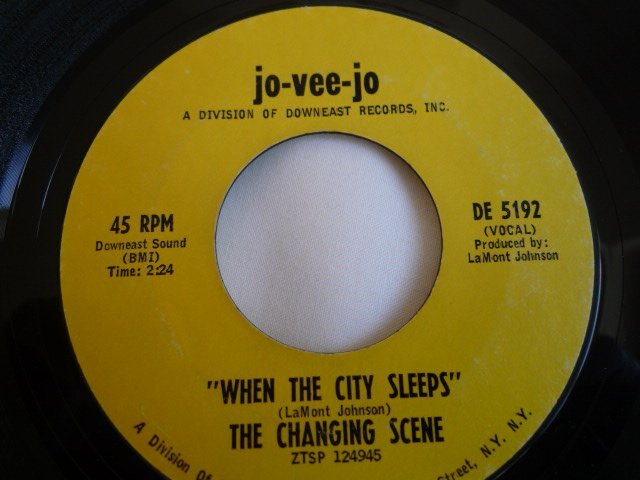 jo-vee-jo
A DIVISION OF DOWNEAST RECORDS, INC.
45 RPM
Downeast Sound
(BMI)
Time: 2:24
DE 5192
(VOCAL)
Produced by:
LaMont Johnson
"WHEN THE CITY SLEEPS"
(LaMont Johnson)
THE CHANGING SCENE
ZTSP 124945
A Division Of
Street, N.Y. N.Y.